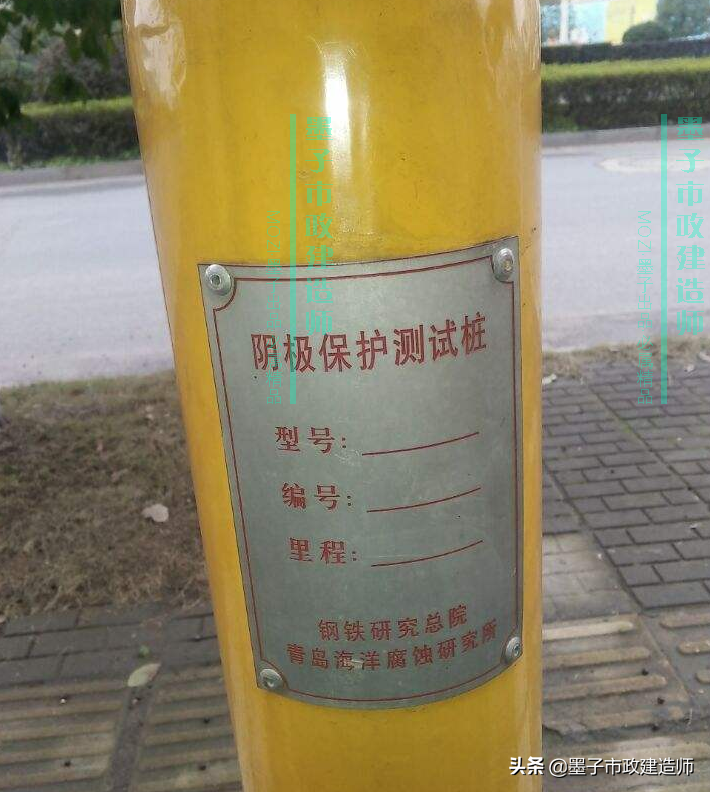 阴极保护测试桩
型号:
编号:
里程:
钢铁研究总院
青岛海洋腐蚀研究所
墨子市政建造师
墨子市政建造师
头条 @墨子市政建造师